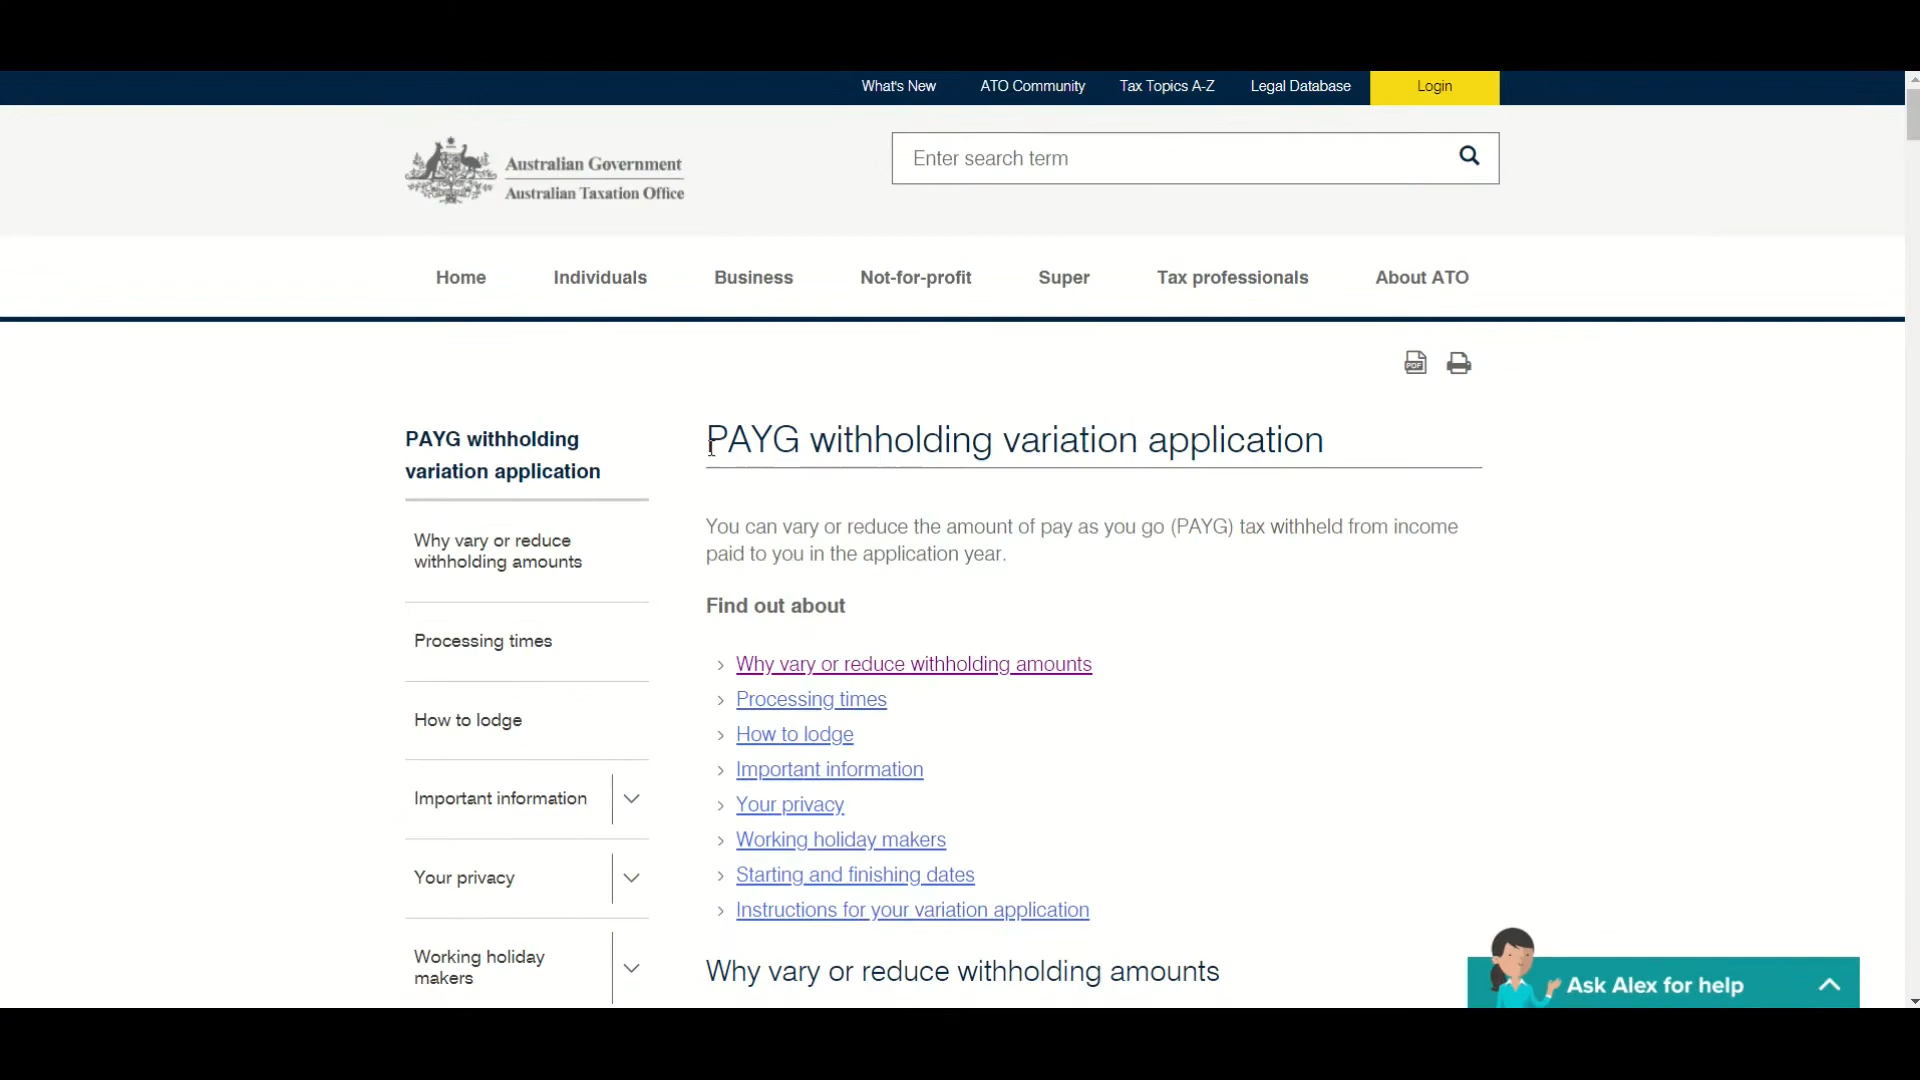 What's New ATO Community Tax Topics A-Z Legal Database Login
Australian Government
Australian Taxation Office
Enter search term
Home Individuals Business Not-for-profit Super Tax professionals About ATO
PDF
PAYG withholding
variation application
Why vary or reduce
withholding amounts
Processing times
How to lodge
Important information
Your privacy
Working holiday
makers
PAYG withholding variation application
You can vary or reduce the amount of pay as you go (PAYG) tax withheld from income
paid to you in the application year.
Find out about
Why vary or reduce withholding amounts
Processing times
How to lodge
Important information
Your privacy
Working holiday makers
Starting and finishing dates
Instructions for your variation application
Why vary or reduce withholding amounts
Ask Alex for help